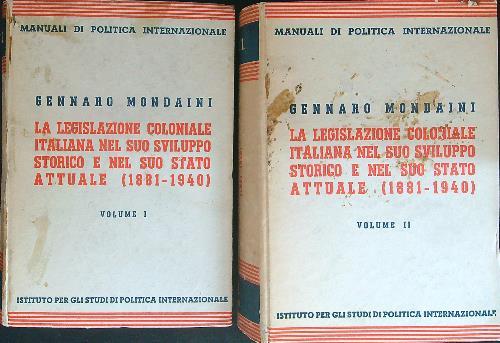 MANUALI DI POLITICA INTERNAZIONALE
GENNARO MONDAINI
LA LEGISLAZIONE COLONIALE
ITALIANA NEL SUO SVILUPPO
STORICO E NEL SUO STATO
ATTUALE (1881-1940)
VOLUME I
ISTITUTO PER GLI STUDI DI POLITICA INTERNAZIONALE
MANUALI DI POLITICA INTERNAZIONALE
GENNARO MONDAINI
LA LEGISLAZIONE COLONIALE
ITALIANA NEL SUO SVILUPPO
STORICO E NEL SUO STATO
ATTUALE (1881-1940)
VOLUME II
ISTITUTO PER GLI STUDI DI POLITICA INTERNAZIONALE